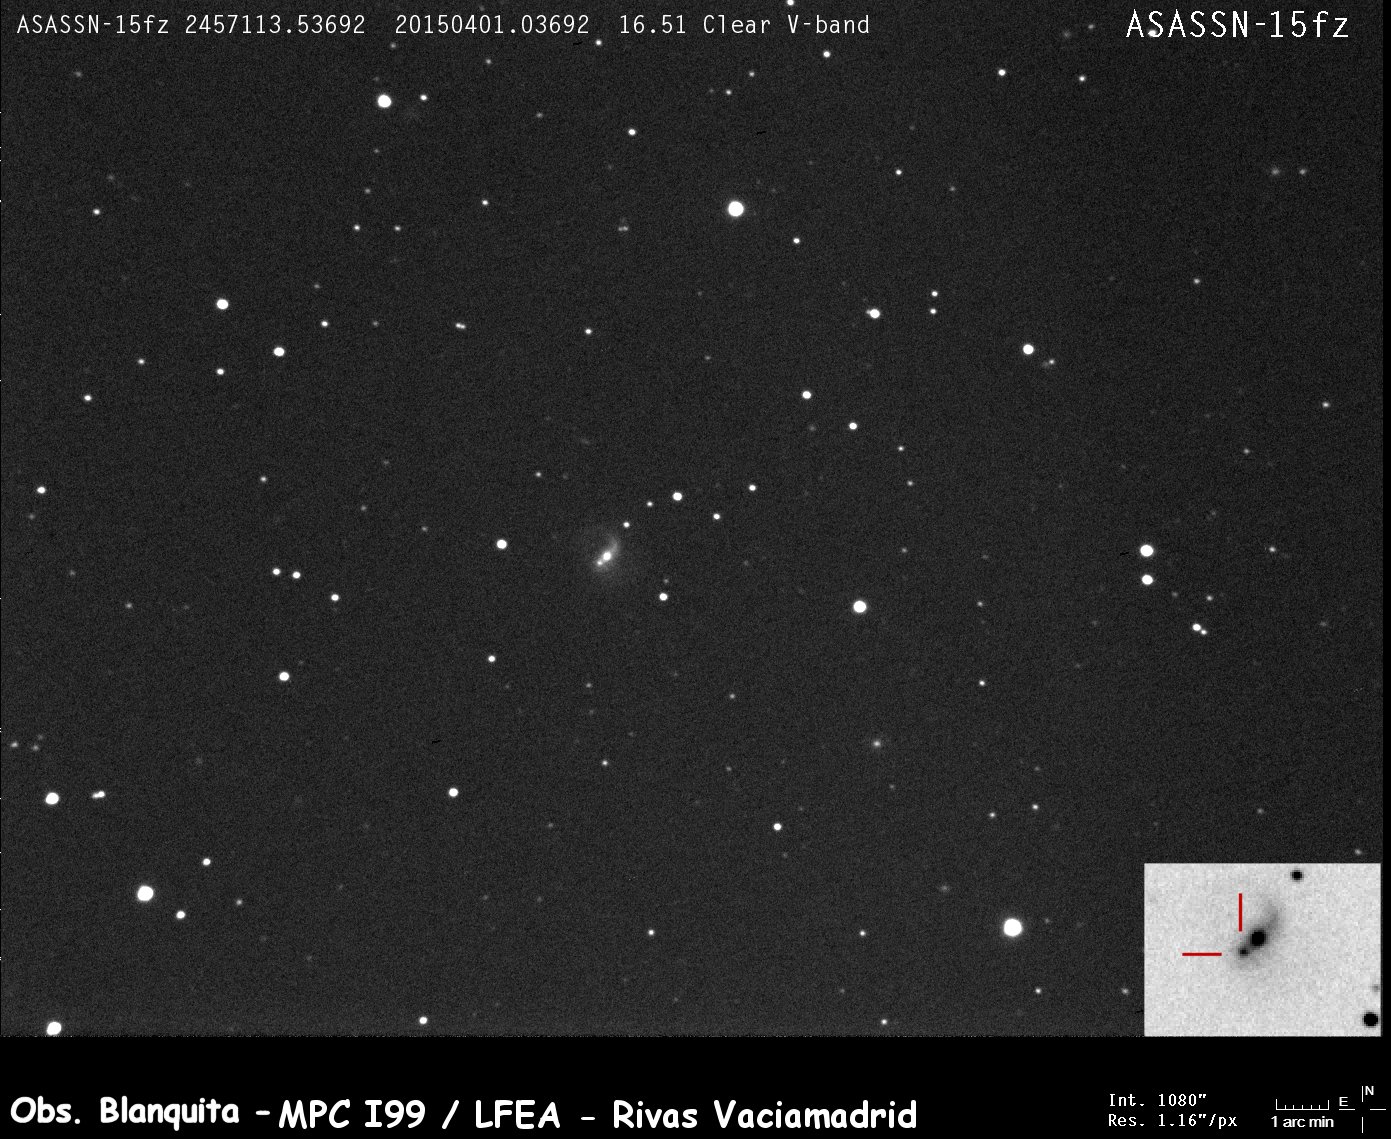 ASASSN-15fz 2457113.53692 20150401.03692 16.51 Clear V-band
ASASSN-15fz
Obs. Blanquita - MPC I99 / LFEA - Rivas Vaciamadrid
Int. 1080"
Res. 1.16"/px
1 arc min
E
N